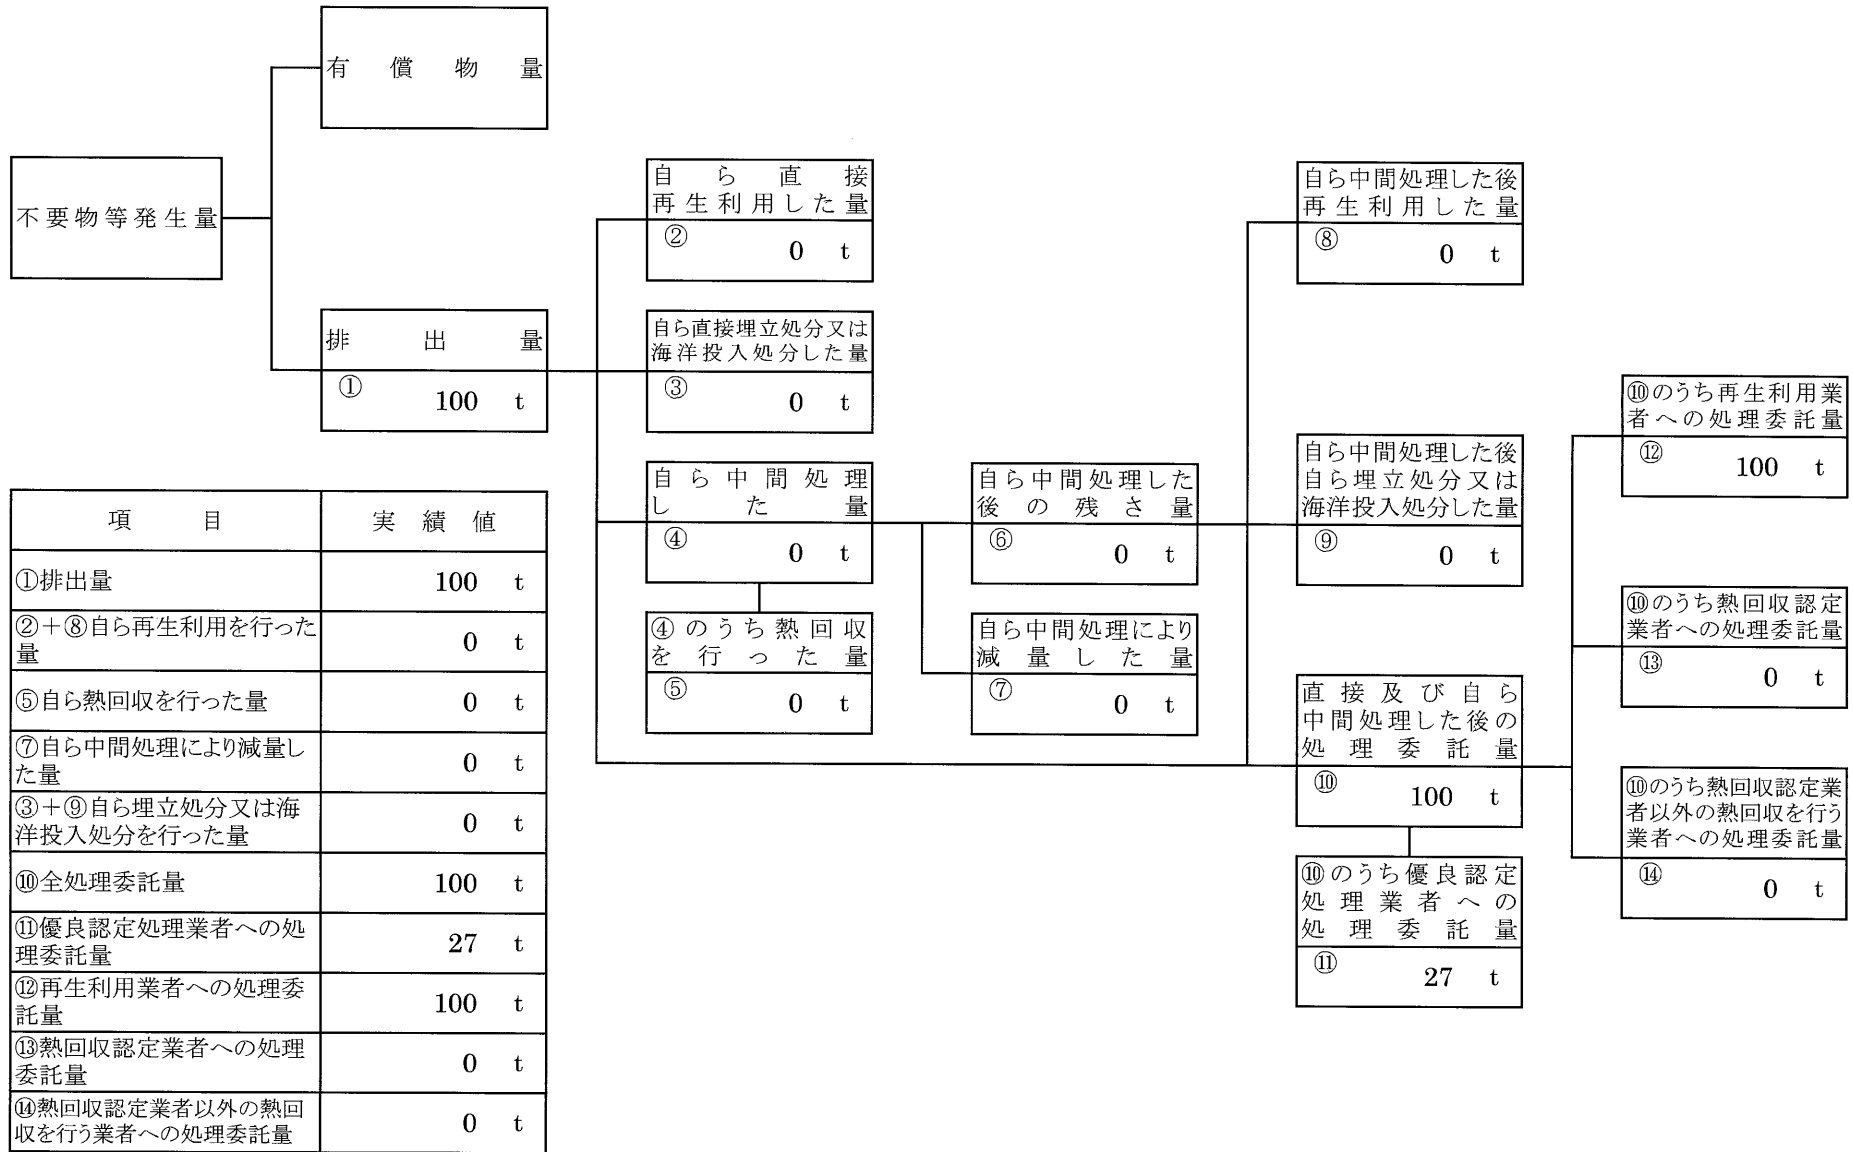 有償物量
不要物等発生量
排出量
① 100 t
自ら直接
再生利用した量
② 0 t
自ら直接埋立処分又は
海洋投入処分した量
③ 0 t
自ら中間処理
した量
④ 0 t
④のうち熱回収
を行った量
⑤ 0 t
自ら中間処理した
後の残さ量
⑥ 0 t
自ら中間処理により
減量した量
⑦ 0 t
自ら中間処理した後
再生利用した量
⑧ 0 t
自ら中間処理した後
自ら埋立処分又は
海洋投入処分した量
⑨ 0 t
直接及び自ら
中間処理した後の
処理委託量
⑩ 100 t
⑩のうち優良認定
処理業者への
処理委託量
⑪ 27 t
⑩のうち再生利用業
者への処理委託量
⑫ 100 t
⑩のうち熱回収認定
業者への処理委託量
⑬ 0 t
⑩のうち熱回収認定業
者以外の熱回収を行う
業者への処理委託量
⑭ 0 t
項目 実績値
①排出量 100 t
②+⑧自ら再生利用を行った
量 0 t
⑤自ら熱回収を行った量 0 t
⑦自ら中間処理により減量し
た量 0 t
③+⑨自ら埋立処分又は海
洋投入処分を行った量 0 t
⑩全処理委託量 100 t
⑪優良認定処理業者への処
理委託量 27 t
⑫再生利用業者への処理委
託量 100 t
⑬熱回収認定業者への処理
委託量 0 t
⑭熱回収認定業者以外の熱回
収を行う業者への処理委託量 0 t